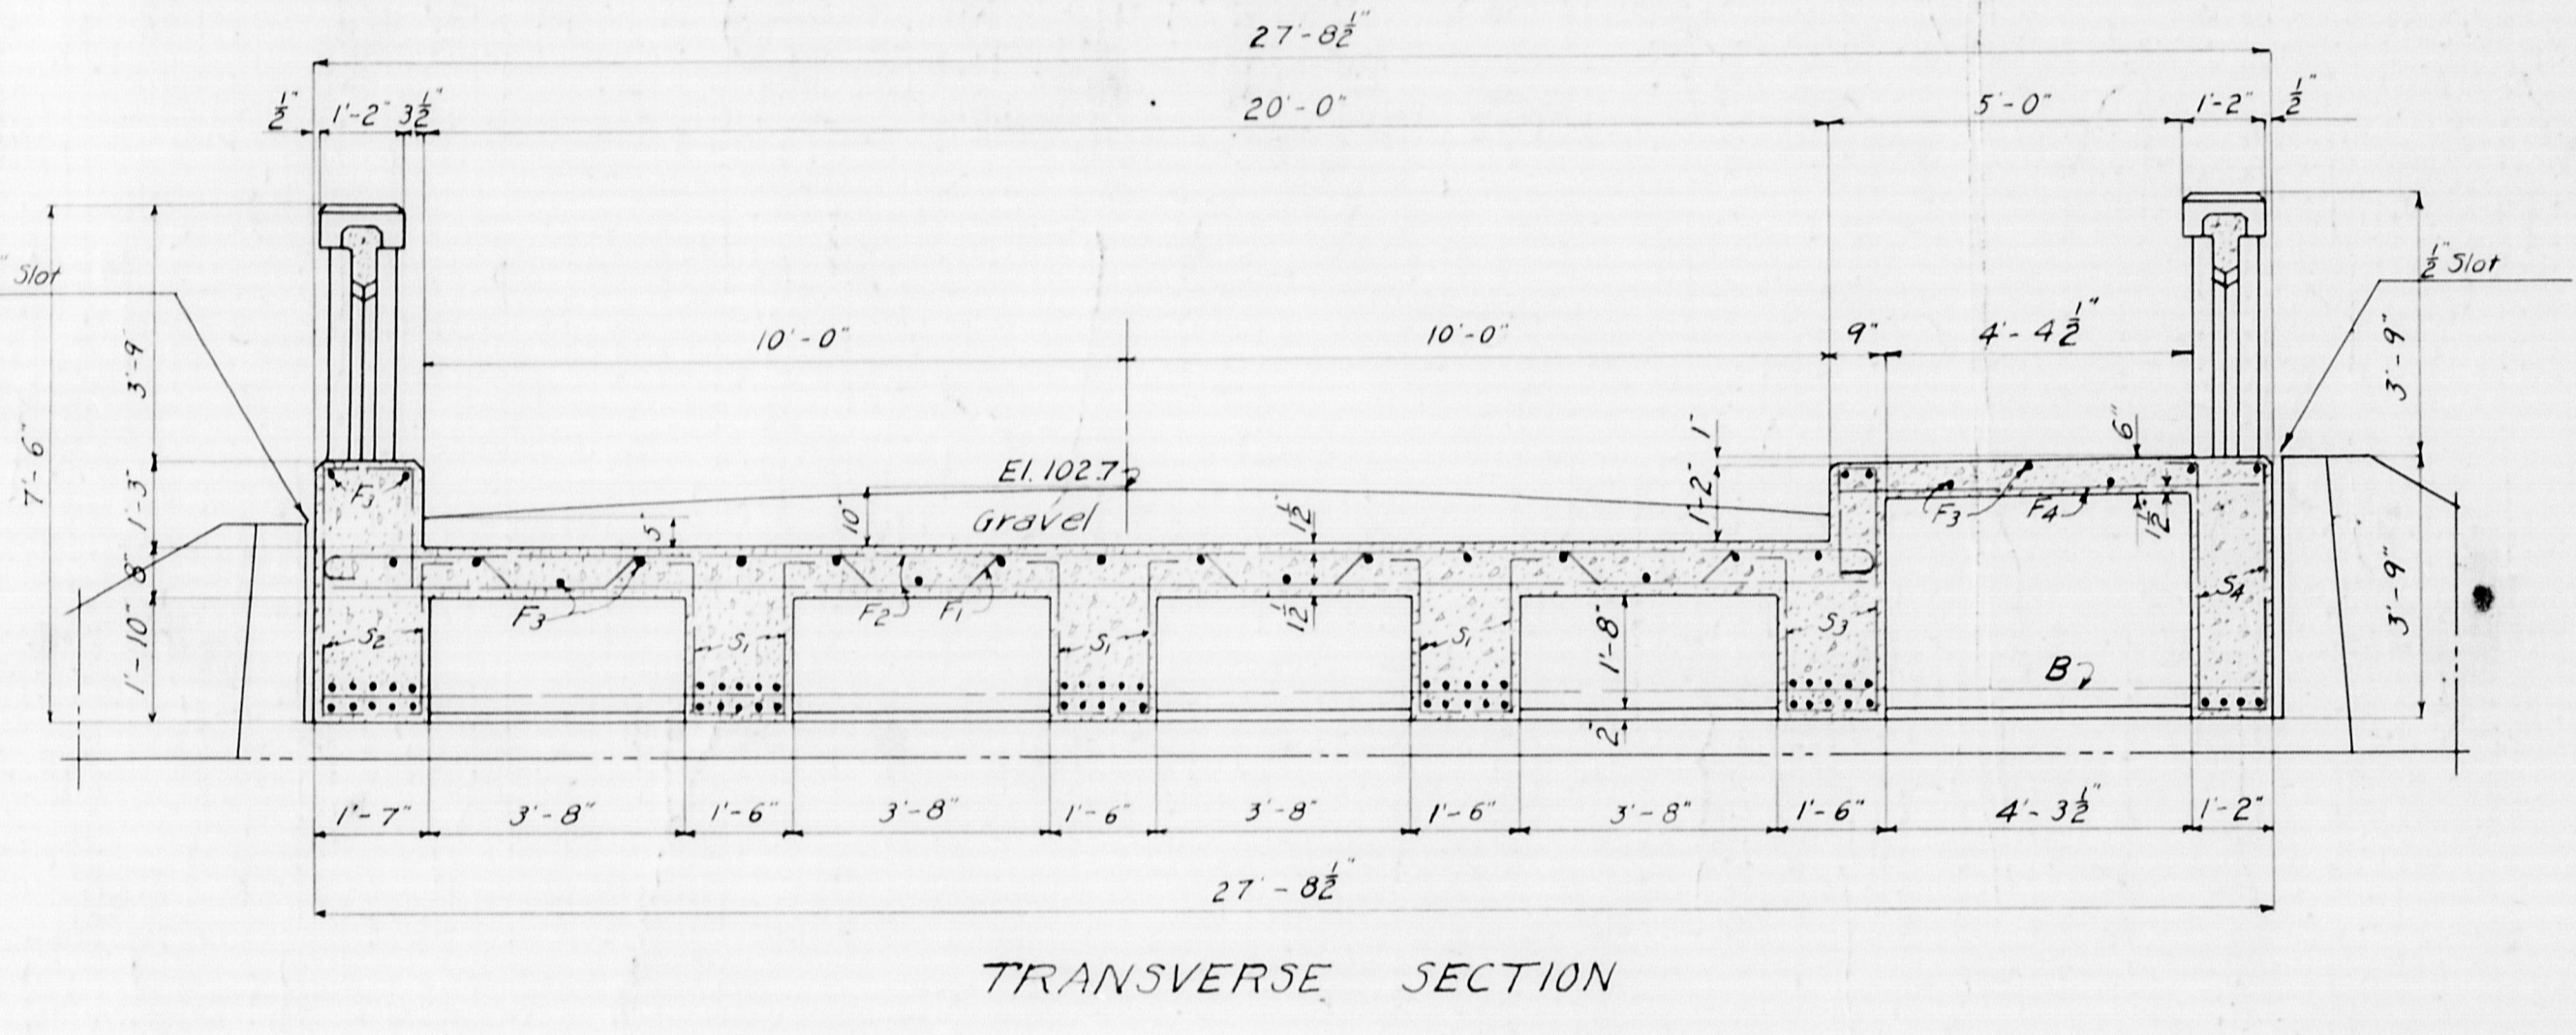 27'-8½"
½" 1'-2" 3½" 20'-0" 5'-0" 1'-2" ½"
" Slot ½" Slot
10'-0" 10'-0" 9" 4'-4½"
7'-6" 3'-9 1'-3" 8" 1'-10"
3'-9" 3'-9"
El. 102.7
Gravel
5" 10" 1½" 1½" 1" 1'-2" 6" 1½"
F3 F3 F2 F1 F3 F4
S2 S1 S1 S1 S3 S4
1'-8" 2" B
1'-7" 3'-8" 1'-6" 3'-8" 1'-6" 3'-8" 1'-6" 3'-8" 1'-6" 4'-3½" 1'-2"
27'-8½"
TRANSVERSE SECTION